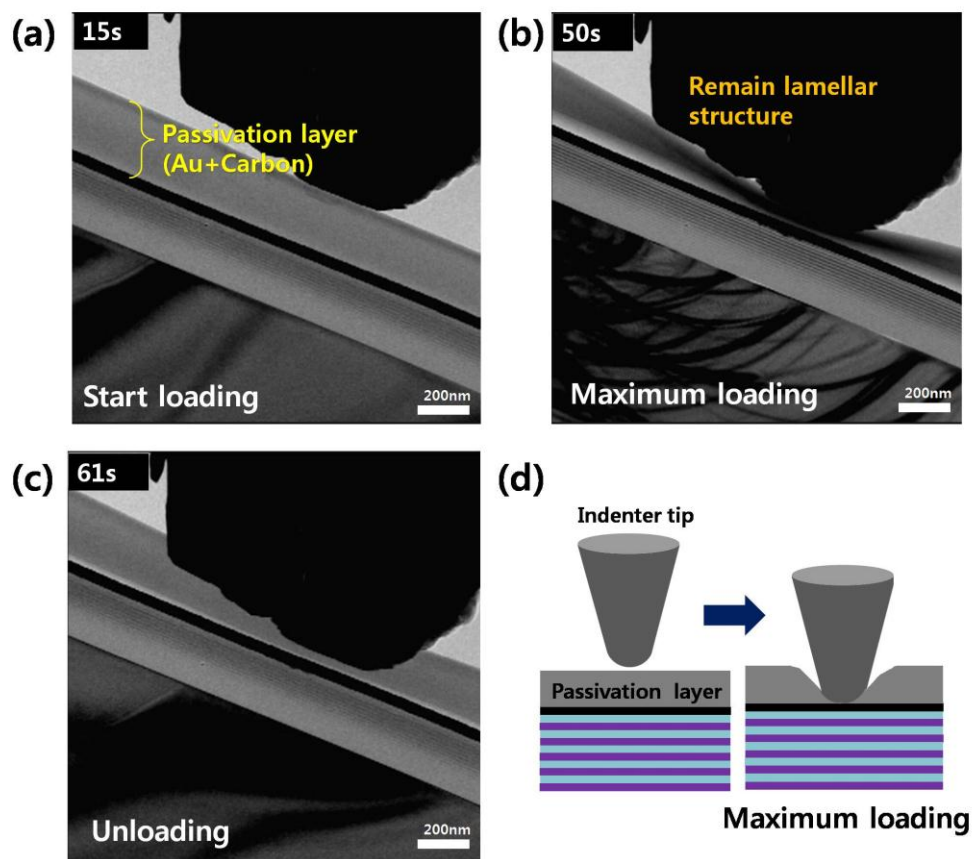 (a)
15s
Passivation layer
(Au+Carbon)
Start loading
200nm
(b)
50s
Remain lamellar
structure
Maximum loading
200nm
(c)
61s
Unloading
200nm
(d)
Indenter tip
Passivation layer
Maximum loading